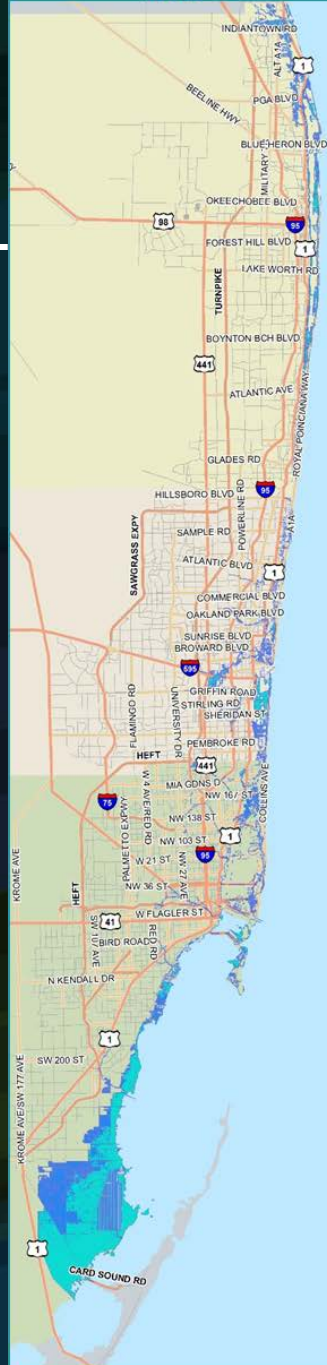 INDIANTOWN RD
ALT A1A
1
BEELINE HWY
PGA BLVD
BLUE HERON BLVD
MILITARY
OKEECHOBEE BLVD
98
95
FOREST HILL BLVD
1
LAKE WORTH RD
TURNPIKE
BOYNTON BCH BLVD
441
ATLANTIC AVE
ROYAL POINCIANA WAY
GLADES RD
95
HILLSBORO BLVD
POWERLINE RD
A1A
SAWGRASS EXPY
SAMPLE RD
ATLANTIC BLVD
1
COMMERCIAL BLVD
OAKLAND PARK BLVD
SUNRISE BLVD
BROWARD BLVD
595
FLAMINGO RD
UNIVERSITY DR
GRIFFIN ROAD
STIRLING RD
SHERIDAN ST
PEMBROKE RD
HEFT
441
COLLINS AVE
MIA GDNS D
NW 167 ST
75
W 4 AVE/RED RD
PALMETTO EXPWY
NW 138 ST
1
NW 103 ST
95
W 21 ST
NW 27 AVE
NW 36 ST
KROME AVE
HEFT
W FLAGLER ST
41
SW 107 AVE
BIRD ROAD
RED RD
N KENDALL DR
1
SW 200 ST
KROME AVE/SW 177 AVE
1
CARD SOUND RD